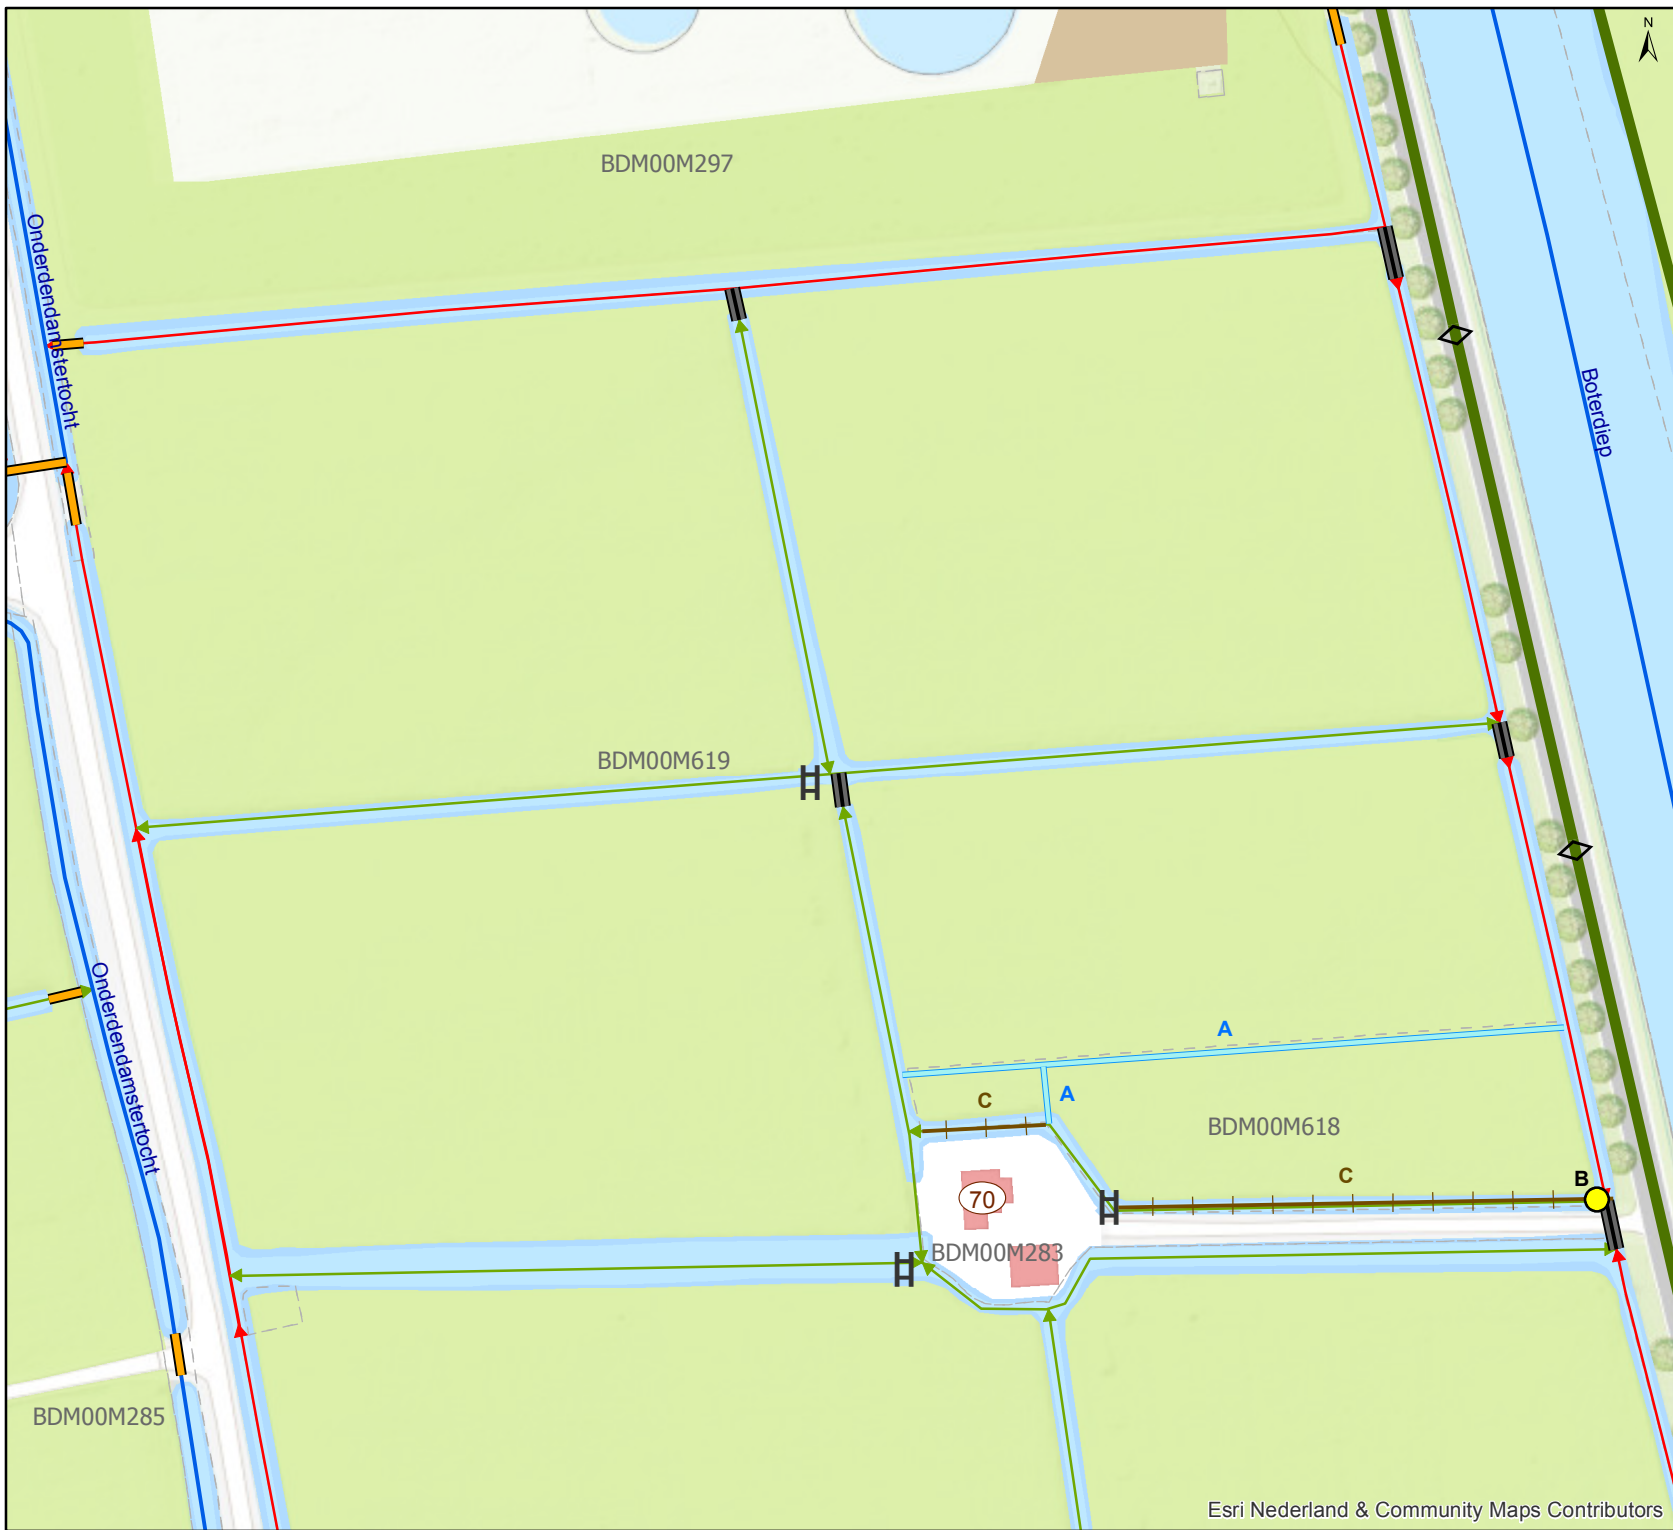 N
BDM00M297
Onderdendamstertocht
Boterdiep
BDM00M619
Onderdendamstertocht
A
A
C
BDM00M618
C
B
70
BDM00M283
BDM00M285
Esri Nederland & Community Maps Contributors